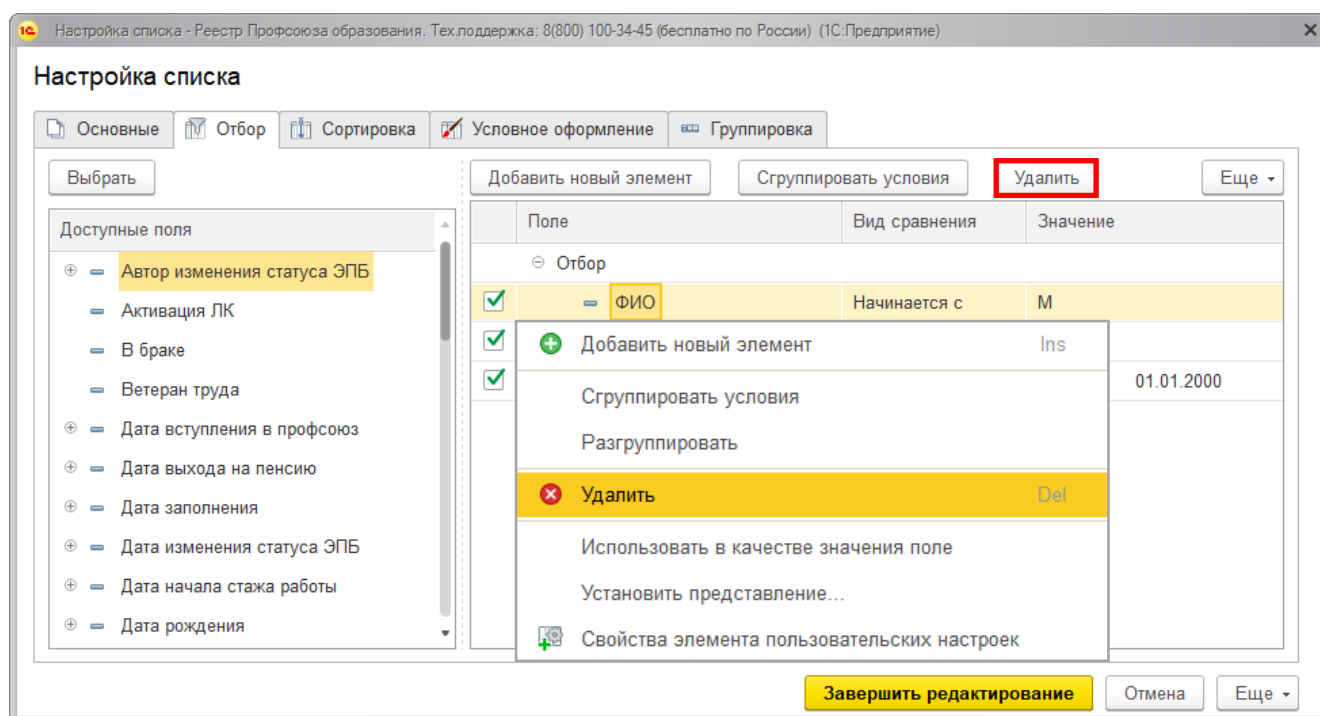 Настройка списка - Реестр Профсоюза образования. Тех.поддержка: 8(800) 100-34-45 (бесплатно по России) (1С:Предприятие)
Настройка списка
Основные Отбор Сортировка Условное оформление Группировка
Выбрать Добавить новый элемент Сгруппировать условия Удалить Еще
Доступные поля Поле Вид сравнения Значение
Отбор
Автор изменения статуса ЭПБ ФИО Начинается с М
Активация ЛК
В браке
Ветеран труда 01.01.2000
Дата вступления в профсоюз
Дата выхода на пенсию
Дата заполнения
Дата изменения статуса ЭПБ
Дата начала стажа работы
Дата рождения
Добавить новый элемент Ins
Сгруппировать условия
Разгруппировать
Удалить Del
Использовать в качестве значения поле
Установить представление...
Свойства элемента пользовательских настроек
Завершить редактирование Отмена Еще